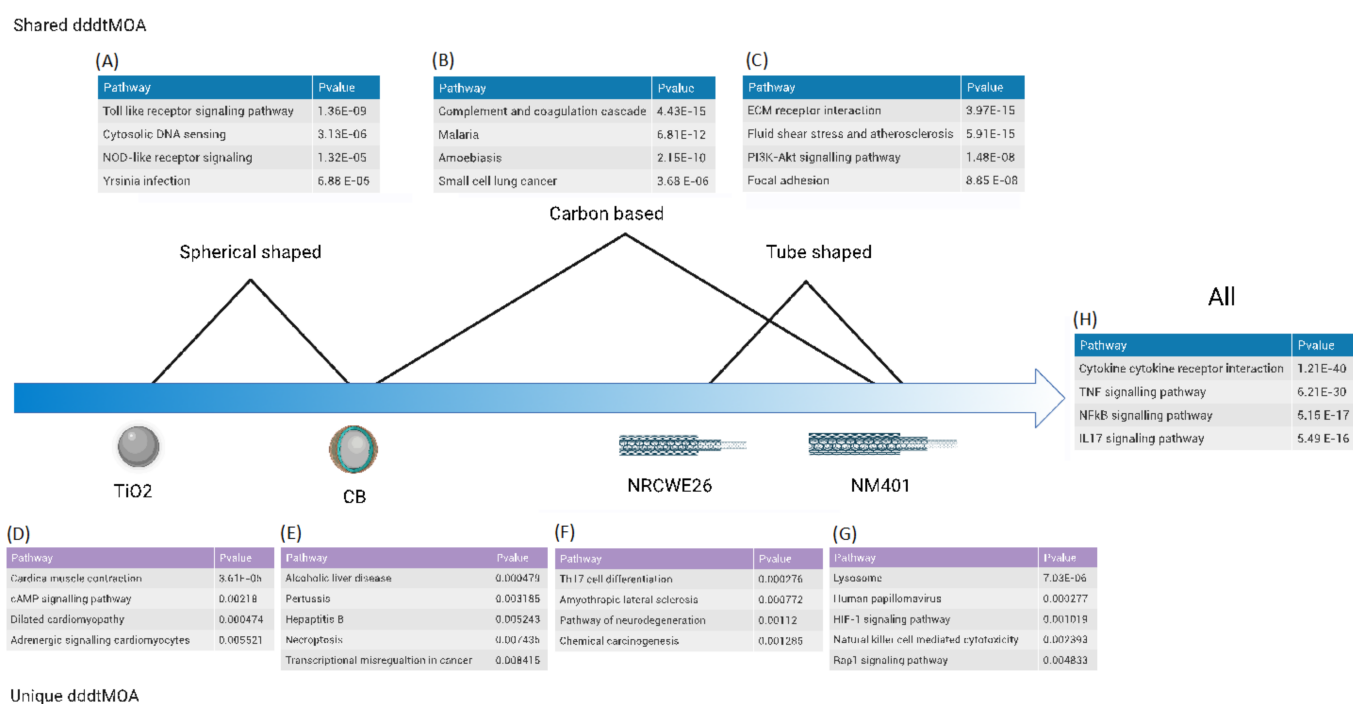 Shared dddtMOA
(A)
Pathway Pvalue
Toll like receptor signaling pathway 1.36E-09
Cytosolic DNA sensing 3.13E-06
NOD-like receptor signaling 1.32E-05
Yrsinia infection 6.88 E-05
(B)
Pathway Pvalue
Complement and coagulation cascade 4.43E-15
Malaria 6.81E-12
Amoebiasis 2.15E-10
Small cell lung cancer 3.68 E-06
(C)
Pathway Pvalue
ECM receptor interaction 3.97E-15
Fluid shear stress and atherosclerosis 5.91E-15
PI3K-Akt signalling pathway 1.48E-08
Focal adhesion 8.85 E-08
Spherical shaped
Carbon based
Tube shaped
All
(H)
Pathway Pvalue
Cytokine cytokine receptor interaction 1.21E-40
TNF signalling pathway 6.21E-30
NFkB signalling pathway 5.15 E-17
IL17 signaling pathway 5.49 E-16
TiO2
CB
NRCWE26
NM401
(D)
Pathway Pvalue
Cardica muscle contraction 3.61E-05
cAMP signalling pathway 0.00218
Dilated cardiomyopathy 0.000474
Adrenergic signalling cardiomyocytes 0.005521
(E)
Pathway Pvalue
Alcoholic liver disease 0.000479
Pertussis 0.003185
Hepaptitis B 0.005243
Necroptosis 0.007435
Transcriptional misregualtion in cancer 0.008415
(F)
Pathway Pvalue
Th17 cell differentiation 0.000276
Amyothrapic lateral sclerosis 0.000772
Pathway of neurodegeneration 0.00112
Chemical carcinogenesis 0.001285
(G)
Pathway Pvalue
Lysosome 7.03E-06
Human papillomavirus 0.000277
HIF-1 signaling pathway 0.001019
Natural killer cell mediated cytotoxicity 0.002393
Rap1 signaling pathway 0.004833
Unique dddtMOA